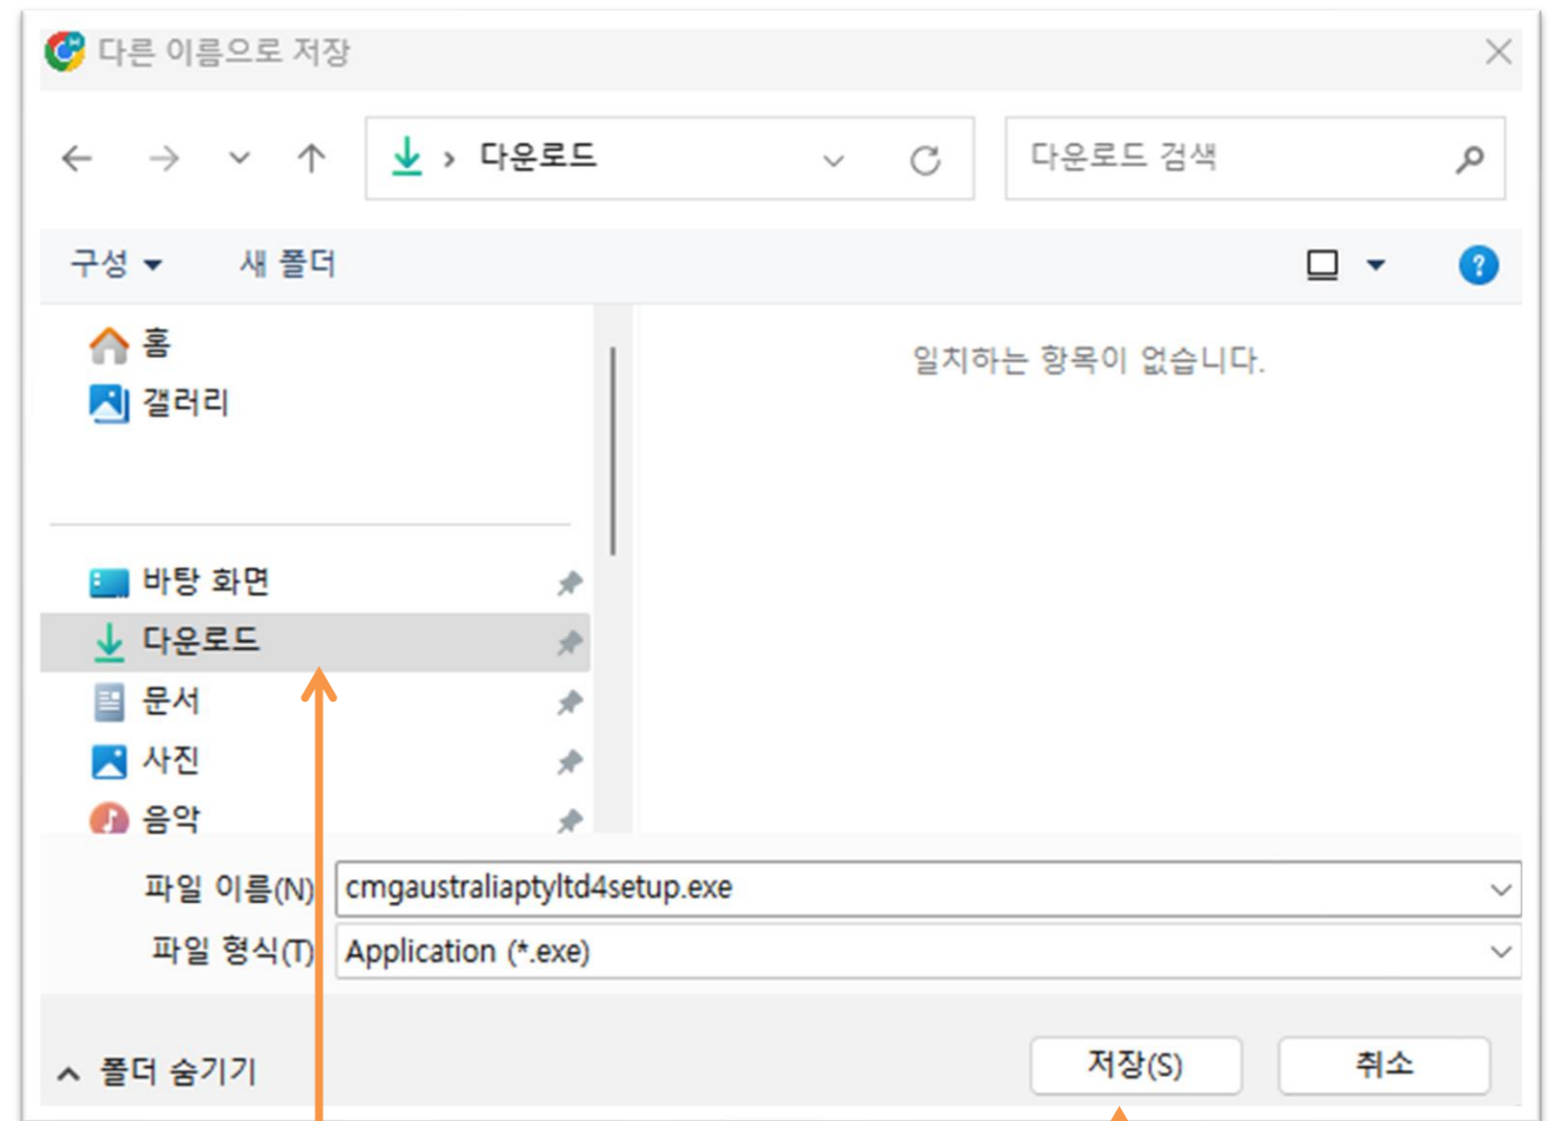 다른 이름으로 저장
다운로드
다운로드 검색
구성
새 폴더
홈
갤러리
일치하는 항목이 없습니다.
바탕 화면
다운로드
문서
사진
음악
파일 이름(N)
cmgaustraliaptyltd4setup.exe
파일 형식(T)
Application (*.exe)
폴더 숨기기
저장(S)
취소